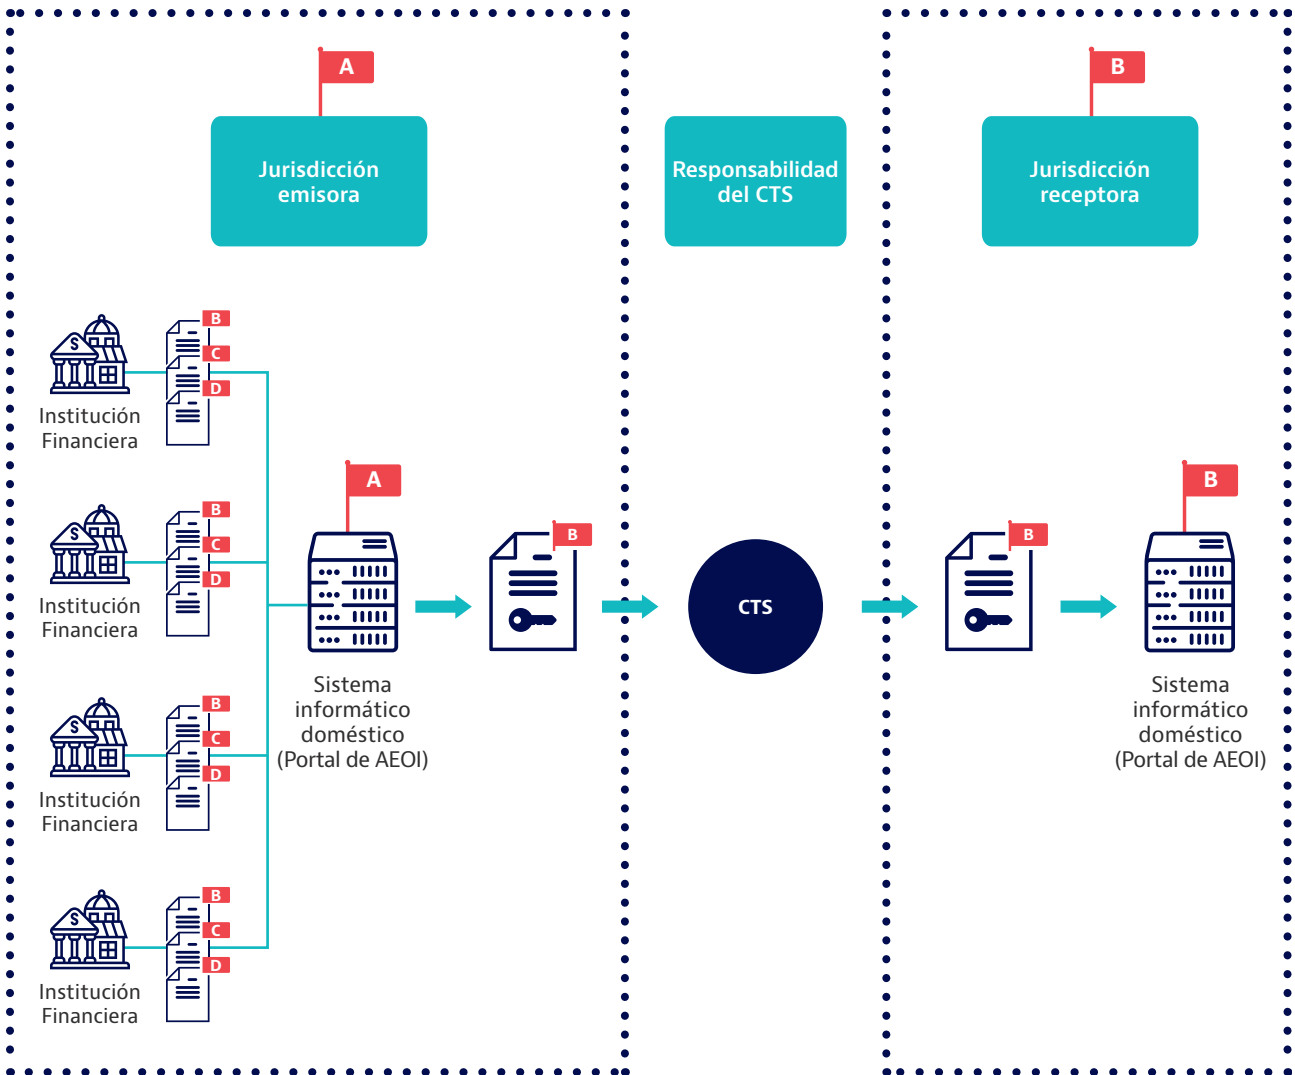 A
Jurisdicción
emisora
Responsabilidad
del CTS
B
Jurisdicción
receptora
$
B
C
D
Institución
Financiera
$
B
C
D
Institución
Financiera
$
B
C
D
Institución
Financiera
$
B
C
D
Institución
Financiera
A
Sistema
informático
doméstico
(Portal de AEOI)
B
CTS
B
B
Sistema
informático
doméstico
(Portal de AEOI)